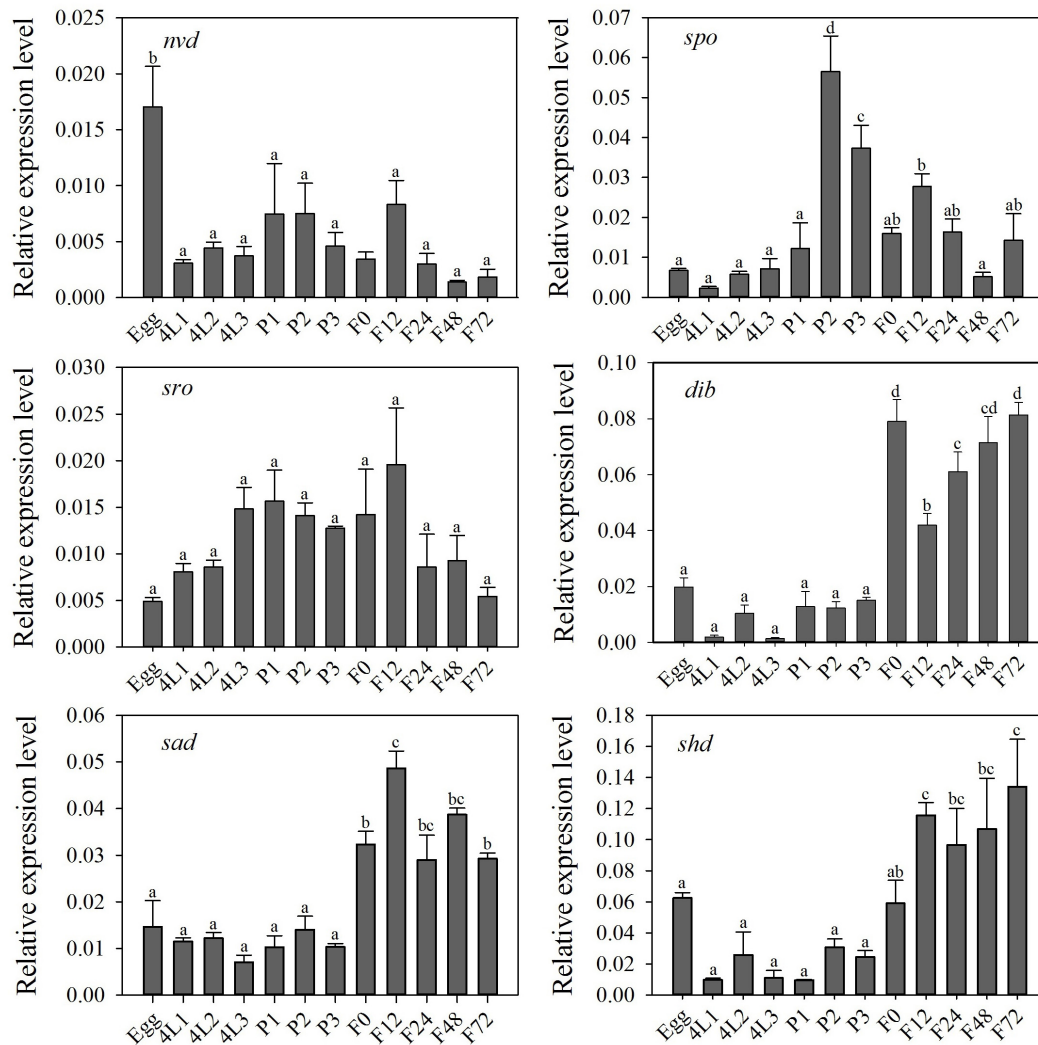 nvd
Relative expression level
0.025
0.020
0.015
0.010
0.005
0.000
b a a a a a a a a a a
Egg 4L1 4L2 4L3 P1 P2 P3 F0 F12 F24 F48 F72
spo
Relative expression level
0.07
0.06
0.05
0.04
0.03
0.02
0.01
0.00
a a a a a d c ab b ab a ab
Egg 4L1 4L2 4L3 P1 P2 P3 F0 F12 F24 F48 F72
sro
Relative expression level
0.030
0.025
0.020
0.015
0.010
0.005
0.000
a a a a a a a a a a a a
Egg 4L1 4L2 4L3 P1 P2 P3 F0 F12 F24 F48 F72
dib
Relative expression level
0.10
0.08
0.06
0.04
0.02
0.00
a a a a a a a d b c cd d
Egg 4L1 4L2 4L3 P1 P2 P3 F0 F12 F24 F48 F72
sad
Relative expression level
0.06
0.05
0.04
0.03
0.02
0.01
0.00
a a a a a a a b c bc bc b
Egg 4L1 4L2 4L3 P1 P2 P3 F0 F12 F24 F48 F72
shd
Relative expression level
0.18
0.16
0.14
0.12
0.10
0.08
0.06
0.04
0.02
0.00
a a a a a a a ab c bc bc c
Egg 4L1 4L2 4L3 P1 P2 P3 F0 F12 F24 F48 F72